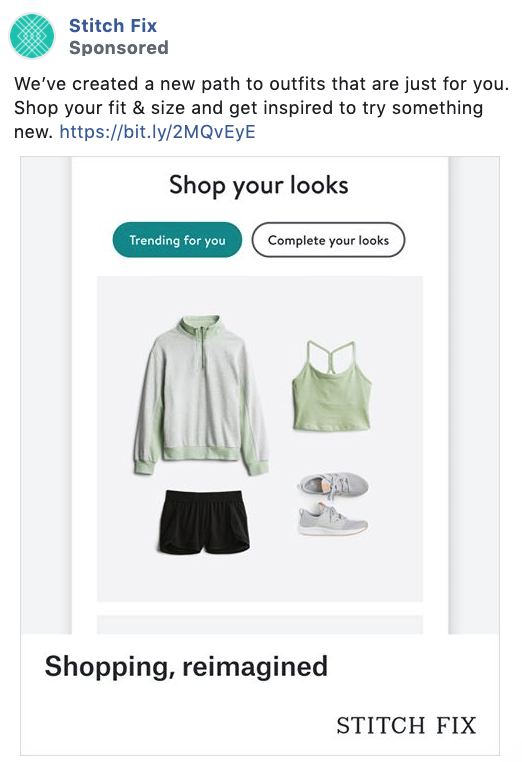 Stitch Fix
Sponsored
We’ve created a new path to outfits that are just for you.
Shop your fit & size and get inspired to try something
new. https://bit.ly/2MQvEyE
Shop your looks
Trending for you
Complete your looks
Shopping, reimagined
STITCH FIX